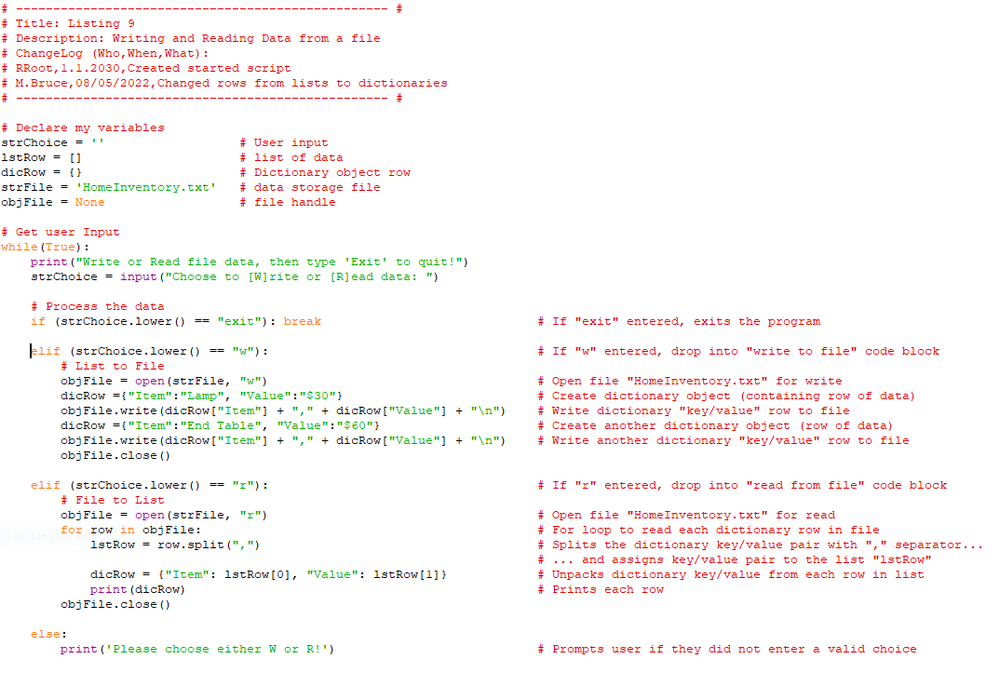 # -------------------------------------------------- #
# Title: Listing 9
# Description: Writing and Reading Data from a file
# ChangeLog (Who,When,What):
# RRoot,1.1.2030,Created started script
# M.Bruce,08/05/2022,Changed rows from lists to dictionaries
# -------------------------------------------------- #

# Declare my variables
strChoice = ''                  # User input
lstRow = []                     # list of data
dicRow = {}                     # Dictionary object row
strFile = 'HomeInventory.txt'   # data storage file
objFile = None                  # file handle

# Get user Input
while(True):
    print("Write or Read file data, then type 'Exit' to quit!")
    strChoice = input("Choose to [W]rite or [R]ead data: ")

    # Process the data
    if (strChoice.lower() == "exit"): break                             # If "exit" entered, exits the program

    elif (strChoice.lower() == "w"):                                    # If "w" entered, drop into "write to file" code block
        # List to File
        objFile = open(strFile, "w")                                    # Open file "HomeInventory.txt" for write
        dicRow ={"Item":"Lamp", "Value":"$30"}                          # Create dictionary object (containing row of data)
        objFile.write(dicRow["Item"] + "," + dicRow["Value"] + "\n")    # Write dictionary "key/value" row to file
        dicRow ={"Item":"End Table", "Value":"$60"}                     # Create another dictionary object (row of data)
        objFile.write(dicRow["Item"] + "," + dicRow["Value"] + "\n")    # Write another dictionary "key/value" row to file
        objFile.close()

    elif (strChoice.lower() == "r"):                                    # If "r" entered, drop into "read from file" code block
        # File to List
        objFile = open(strFile, "r")                                    # Open file "HomeInventory.txt" for read
        for row in objFile:                                             # For loop to read each dictionary row in file
            lstRow = row.split(",")                                     # Splits the dictionary key/value pair with "," separator...
                                                                        # ... and assigns key/value pair to the list "lstRow"
            dicRow = {"Item": lstRow[0], "Value": lstRow[1]}            # Unpacks dictionary key/value from each row in list
            print(dicRow)                                               # Prints each row
        objFile.close()

    else:
        print('Please choose either W or R!')                           # Prompts user if they did not enter a valid choice